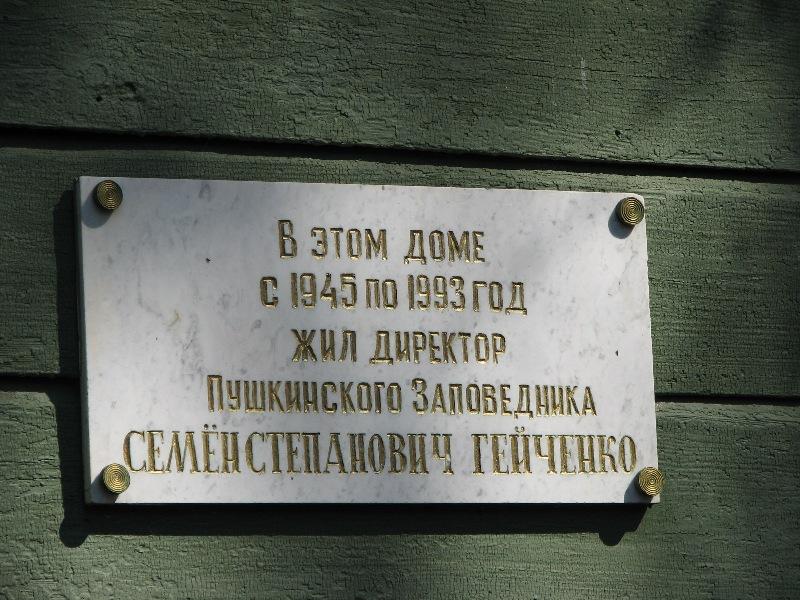 В этом доме
с 1945 по 1993 год
жил директор
Пушкинского Заповедника
Семён Степанович Гейченко